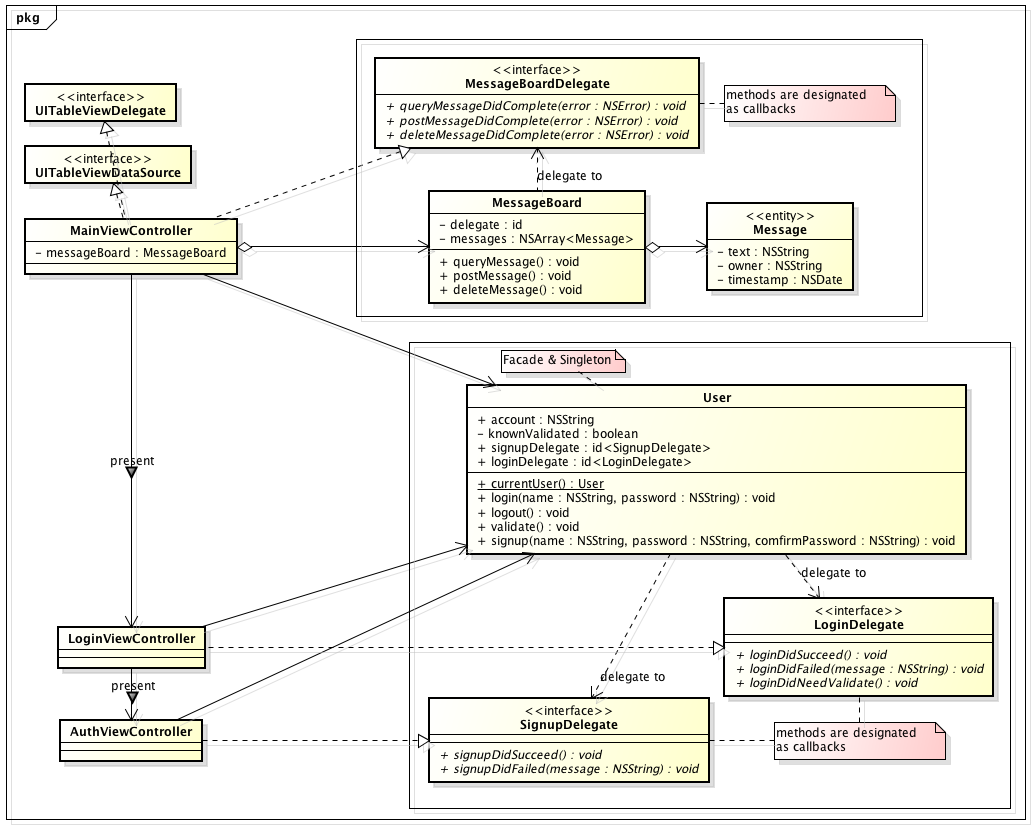 pkg
<<interface>>
UITableViewDelegate
<<interface>>
UITableViewDataSource
MainViewController
- messageBoard : MessageBoard
<<interface>>
MessageBoardDelegate
+ queryMessageDidComplete(error : NSError) : void
+ postMessageDidComplete(error : NSError) : void
+ deleteMessageDidComplete(error : NSError) : void
methods are designated
as callbacks
delegate to
MessageBoard
- delegate : id
- messages : NSArray<Message>
+ queryMessage() : void
+ postMessage() : void
+ deleteMessage() : void
<<entity>>
Message
- text : NSString
- owner : NSString
- timestamp : NSDate
Facade & Singleton
User
+ account : NSString
- knownValidated : boolean
+ signupDelegate : id<SignupDelegate>
+ loginDelegate : id<LoginDelegate>
+ currentUser() : User
+ login(name : NSString, password : NSString) : void
+ logout() : void
+ validate() : void
+ signup(name : NSString, password : NSString, comfirmPassword : NSString) : void
present
delegate to
<<interface>>
LoginDelegate
+ loginDidSucceed() : void
+ loginDidFailed(message : NSString) : void
+ loginDidNeedValidate() : void
LoginViewController
present
AuthViewController
delegate to
<<interface>>
SignupDelegate
+ signupDidSucceed() : void
+ signupDidFailed(message : NSString) : void
methods are designated
as callbacks